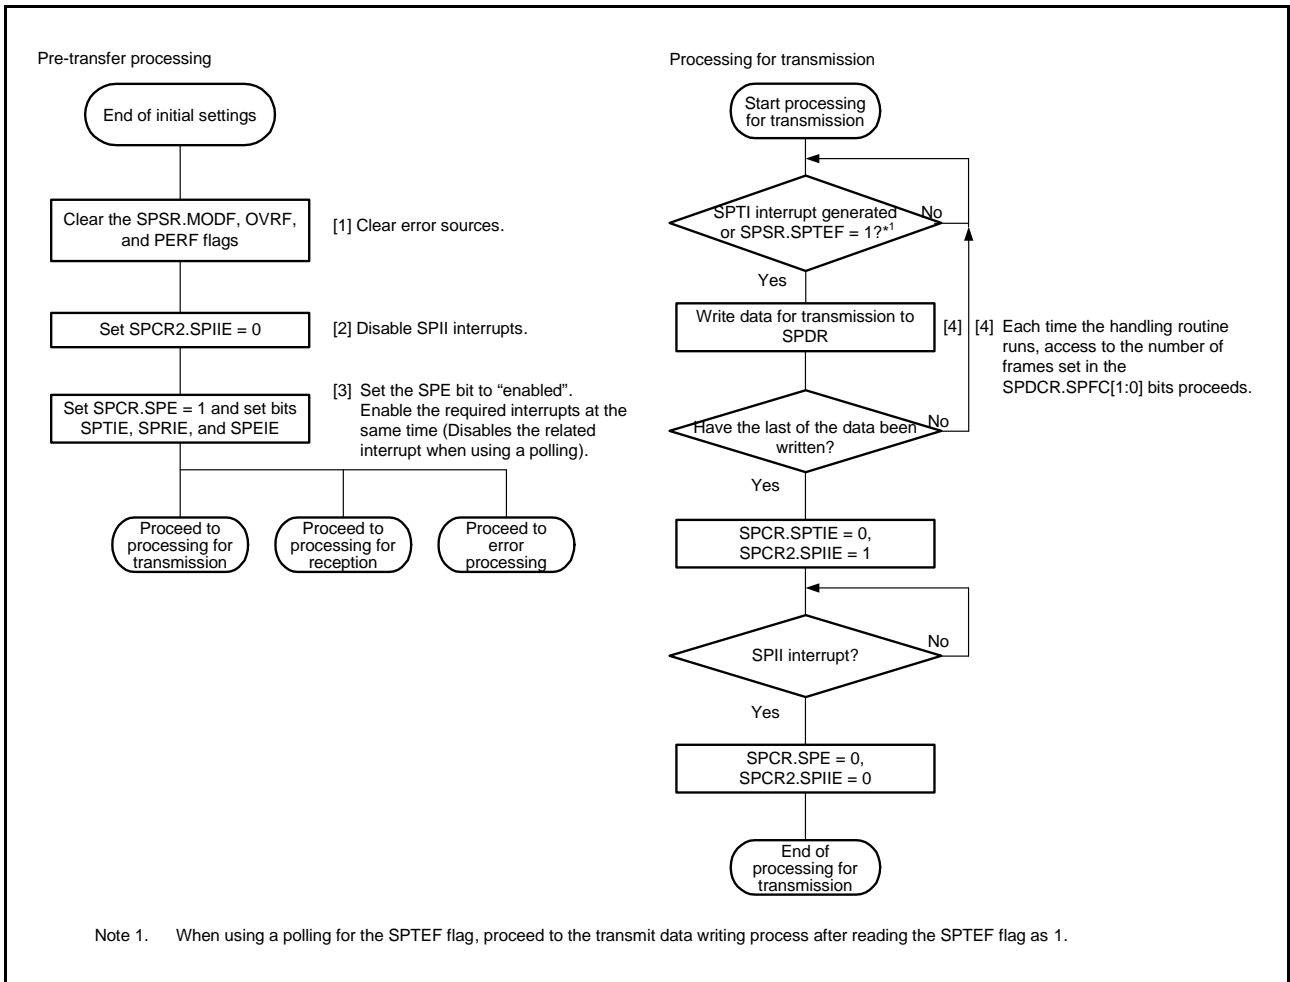 Pre-transfer processing
End of initial settings
Clear the SPSR.MODF, OVRF,
and PERF flags
[1] Clear error sources.
Set SPCR2.SPIIE = 0
[2] Disable SPII interrupts.
Set SPCR.SPE = 1 and set bits
SPTIE, SPRIE, and SPEIE
[3] Set the SPE bit to “enabled”.
Enable the required interrupts at the
same time (Disables the related
interrupt when using a polling).
Proceed to
processing for
transmission
Proceed to
processing for
reception
Proceed to
error
processing
Processing for transmission
Start processing
for transmission
SPTI interrupt generated
or SPSR.SPTEF = 1?*1
No
Yes
Write data for transmission to
SPDR
[4]
[4] Each time the handling routine
runs, access to the number of
frames set in the
SPDCR.SPFC[1:0] bits proceeds.
Have the last of the data been
written?
No
Yes
SPCR.SPTIE = 0,
SPCR2.SPIIE = 1
SPII interrupt?
No
Yes
SPCR.SPE = 0,
SPCR2.SPIIE = 0
End of
processing for
transmission
Note 1. When using a polling for the SPTEF flag, proceed to the transmit data writing process after reading the SPTEF flag as 1.